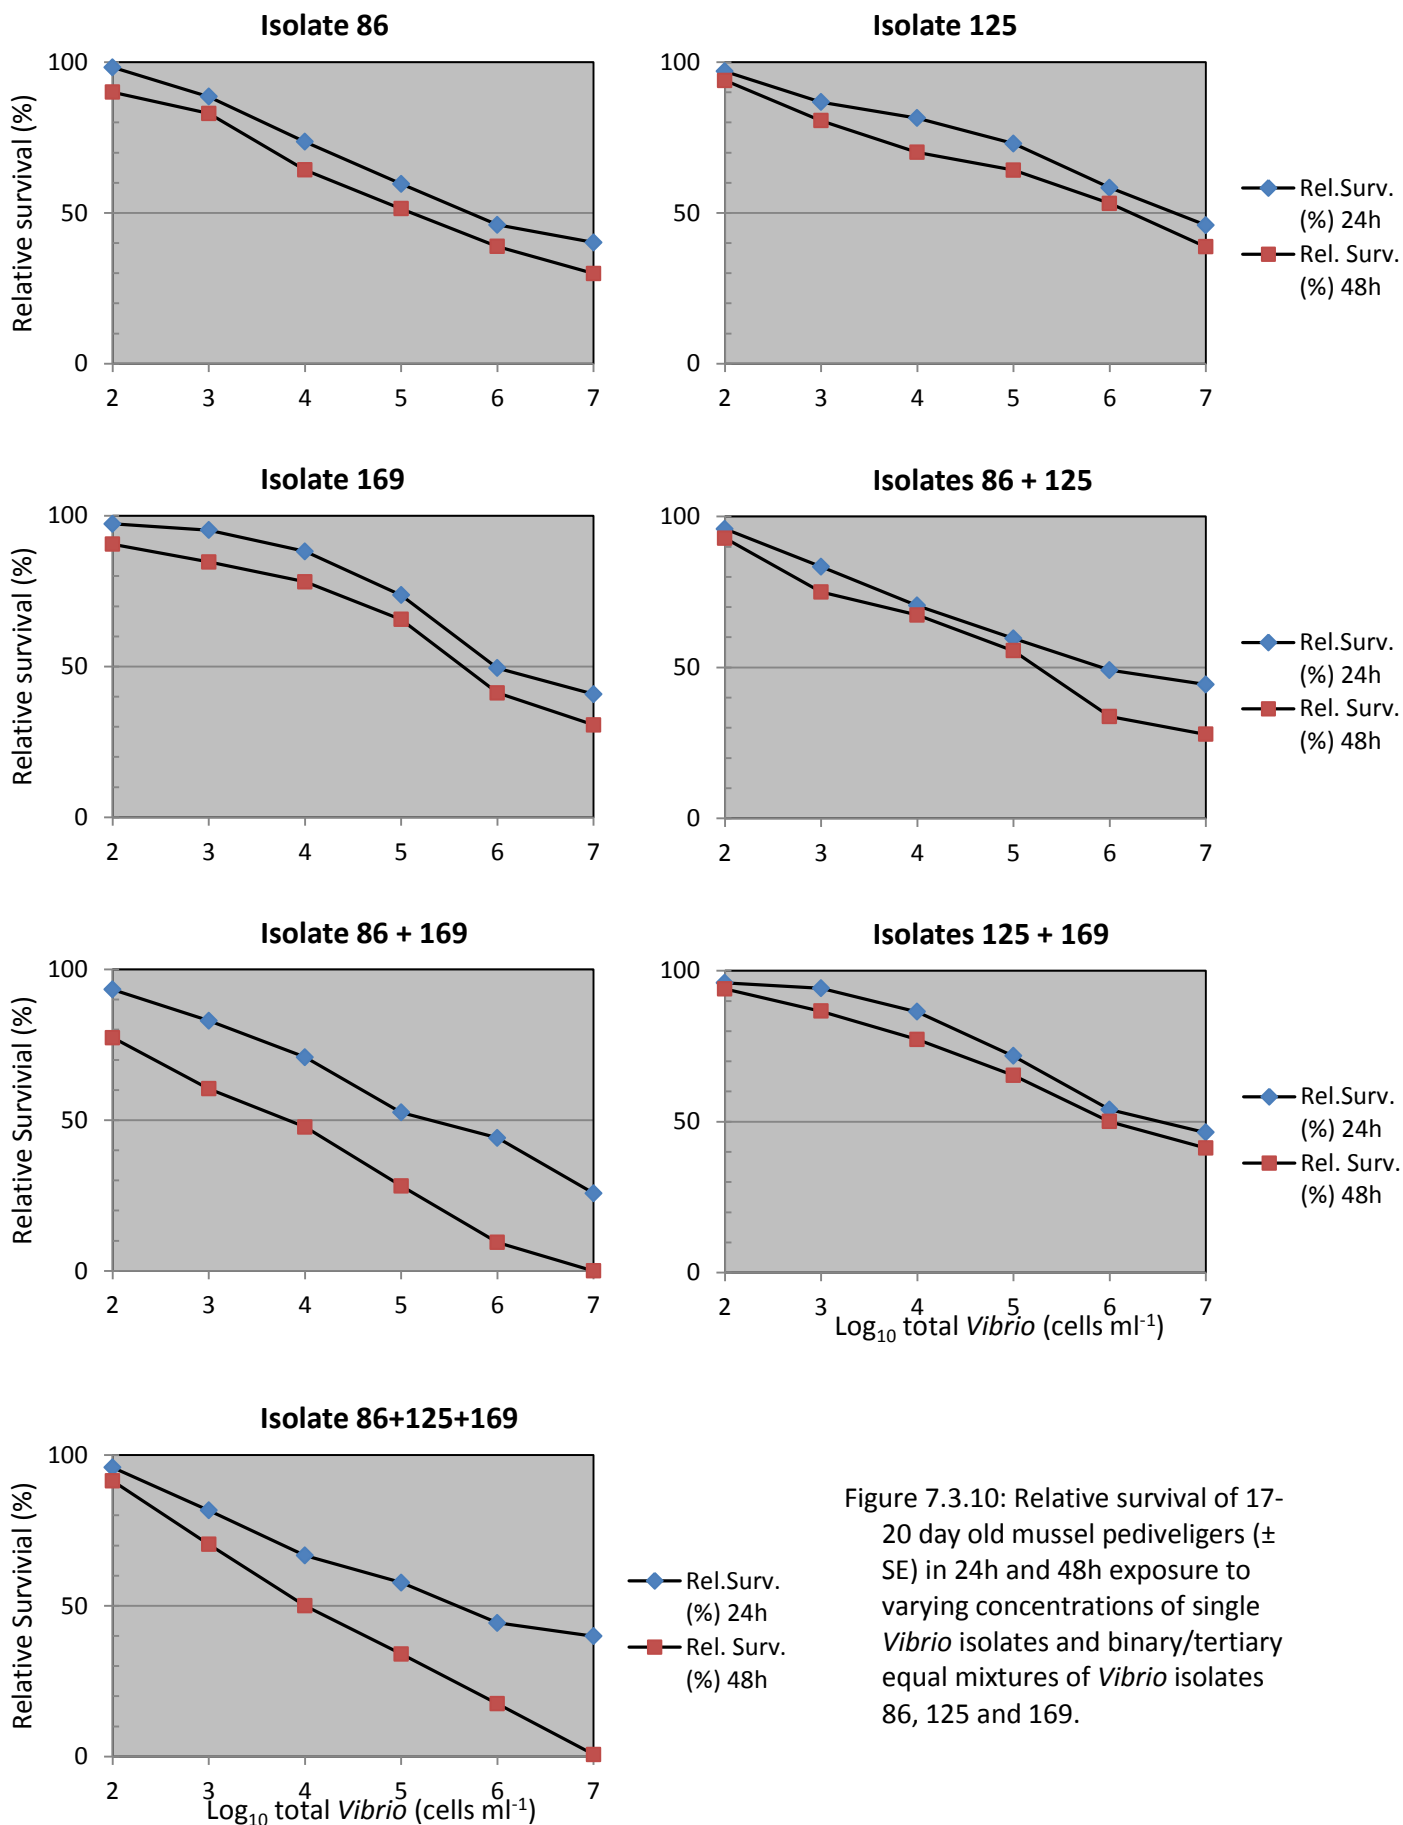 Isolate 86
Relative survival (%)
100
50
0
2 3 4 5 6 7
Isolate 125
100
50
0
2 3 4 5 6 7
Rel.Surv.
(%) 24h
Rel. Surv.
(%) 48h
Isolate 169
Relative survival (%)
100
50
0
2 3 4 5 6 7
Isolates 86 + 125
100
50
0
2 3 4 5 6 7
Rel.Surv.
(%) 24h
Rel. Surv.
(%) 48h
Isolate 86 + 169
Relative Survivial (%)
100
50
0
2 3 4 5 6 7
Isolates 125 + 169
100
50
0
2 3 4 5 6 7
Log₁₀ total Vibrio (cells ml⁻¹)
Rel.Surv.
(%) 24h
Rel. Surv.
(%) 48h
Isolate 86+125+169
Relative Survivial (%)
100
50
0
2 3 4 5 6 7
Log₁₀ total Vibrio (cells ml⁻¹)
Rel.Surv.
(%) 24h
Rel. Surv.
(%) 48h
Figure 7.3.10: Relative survival of 17-
20 day old mussel pediveligers (±
SE) in 24h and 48h exposure to
varying concentrations of single
Vibrio isolates and binary/tertiary
equal mixtures of Vibrio isolates
86, 125 and 169.